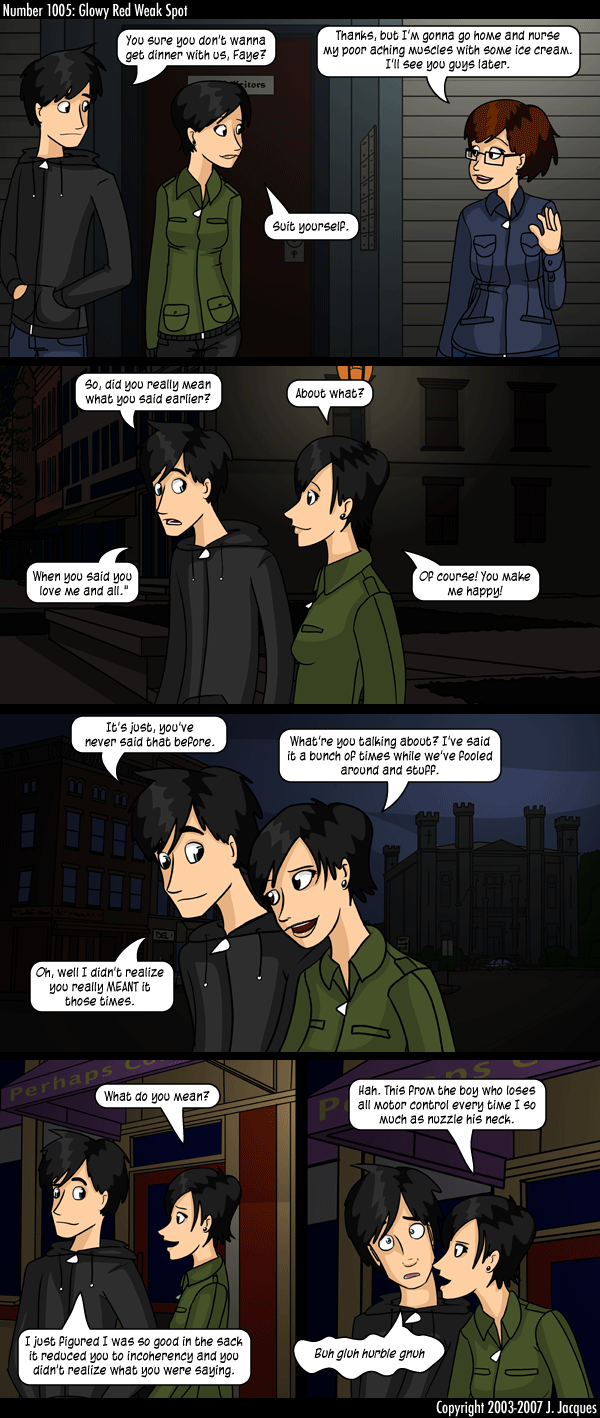 Number 1005: Glowy Red Weak Spot
You sure you don't wanna
get dinner with us, Faye?
Thanks, but I'm gonna go home and nurse
my poor aching muscles with some ice cream.
I'll see you guys later.
Suit yourself.
So, did you really mean
what you said earlier?
About what?
When you said you
love me and all."
Of course! You make
me happy!
It's just, you've
never said that before.
What're you talking about? I've said
it a bunch of times while we've fooled
around and stuff.
DEL
Oh, well I didn't realize
you really MEANT it
those times.
Perhaps Co
What do you mean?
I just figured I was so good in the sack
it reduced you to incoherency and you
didn't realize what you were saying.
Hah. This from the boy who loses
all motor control every time I so
much as nuzzle his neck.
Buh gluh hurble gnuh
Copyright 2003-2007 J. Jacques